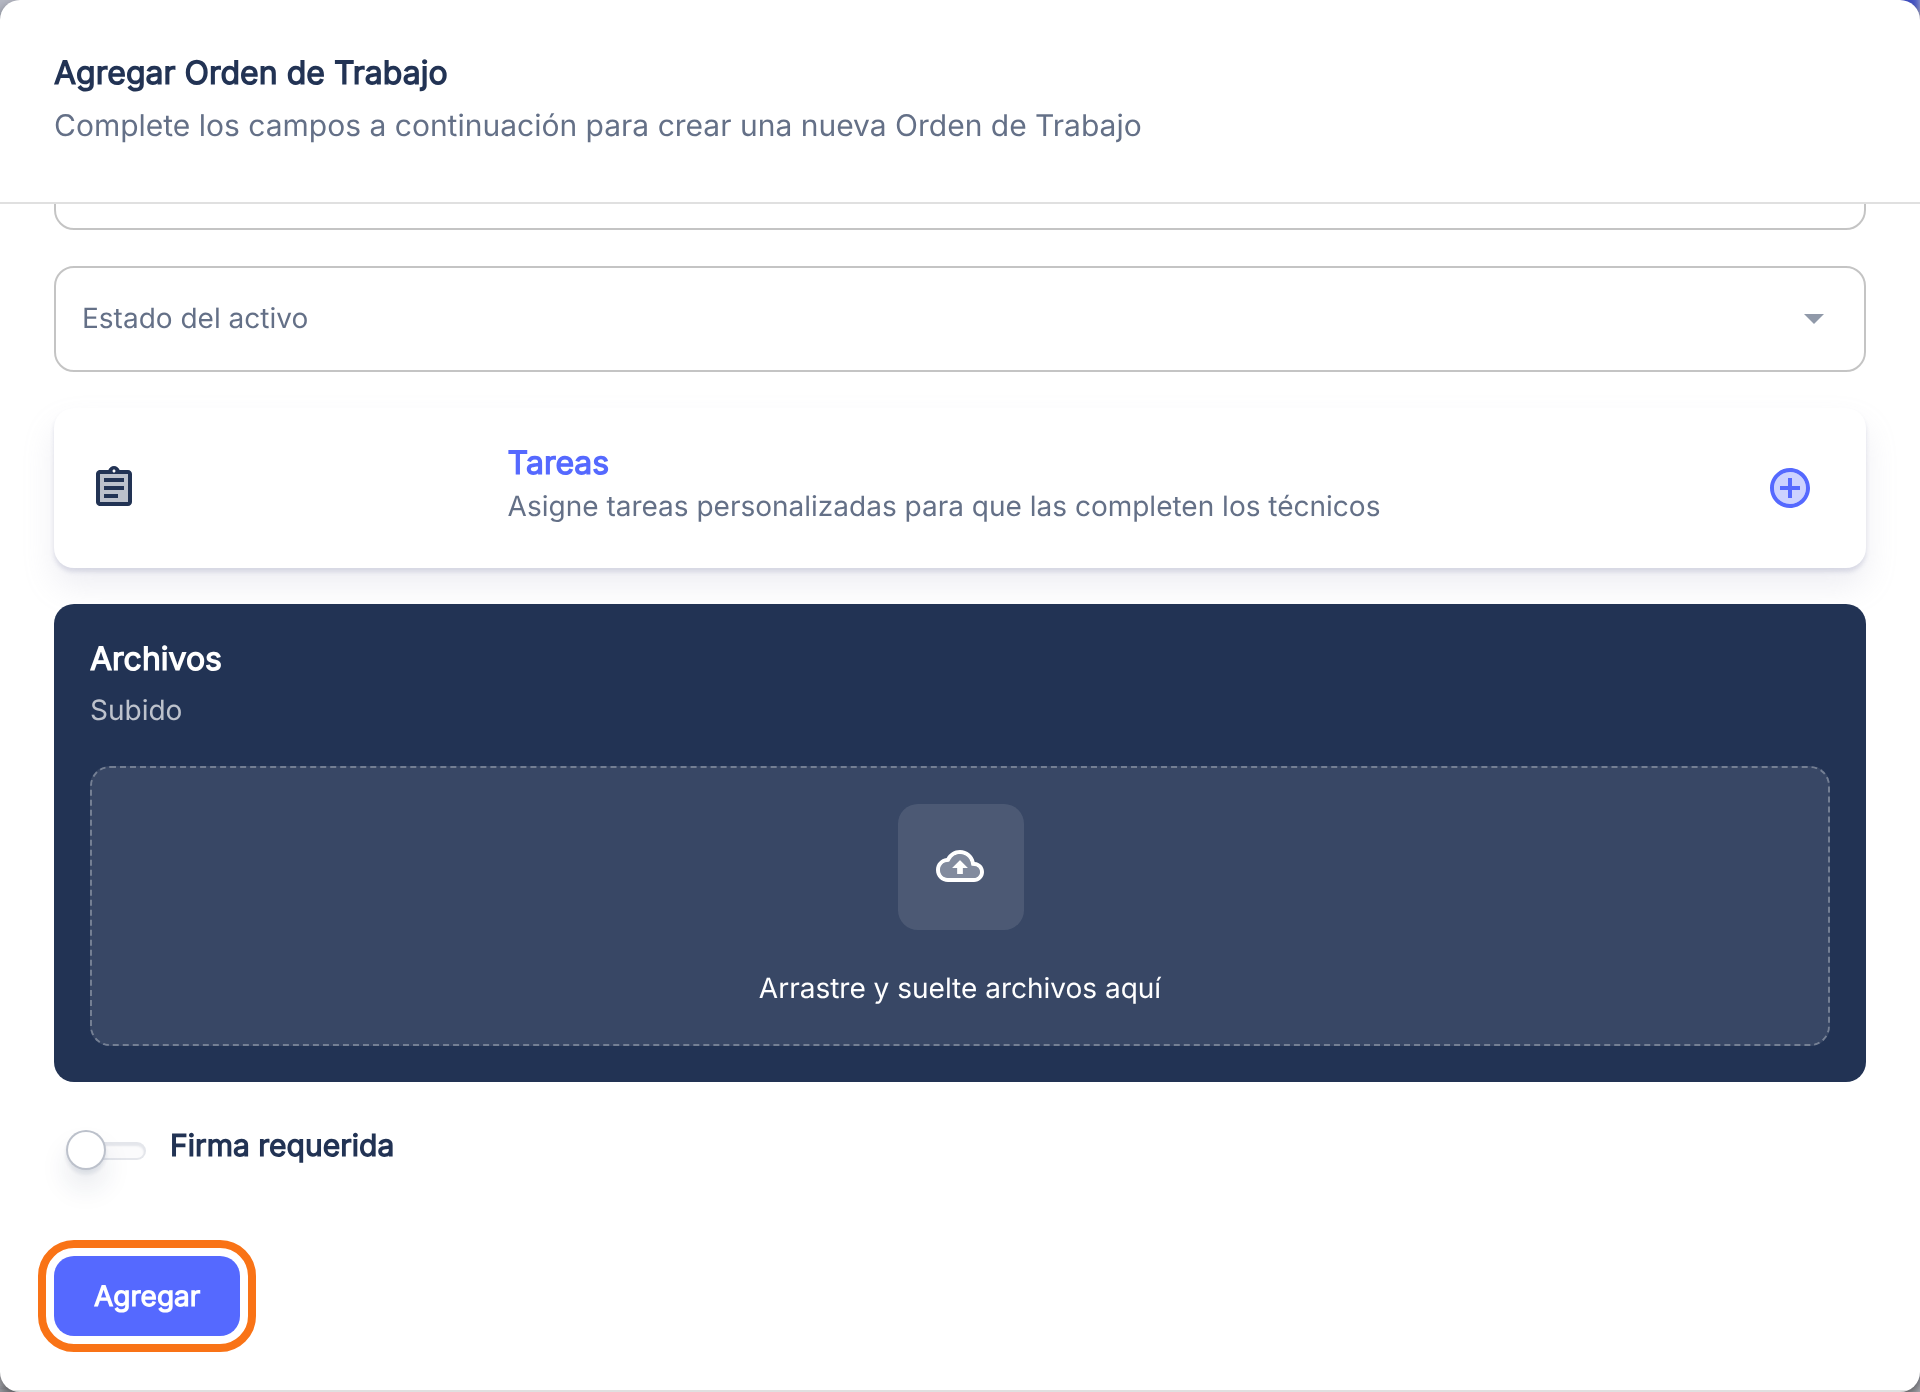 Agregar Orden de Trabajo
Complete los campos a continuación para crear una nueva Orden de Trabajo
Estado del activo
Tareas
Asigne tareas personalizadas para que las completen los técnicos
Archivos
Subido
Arrastre y suelte archivos aquí
Firma requerida
Agregar